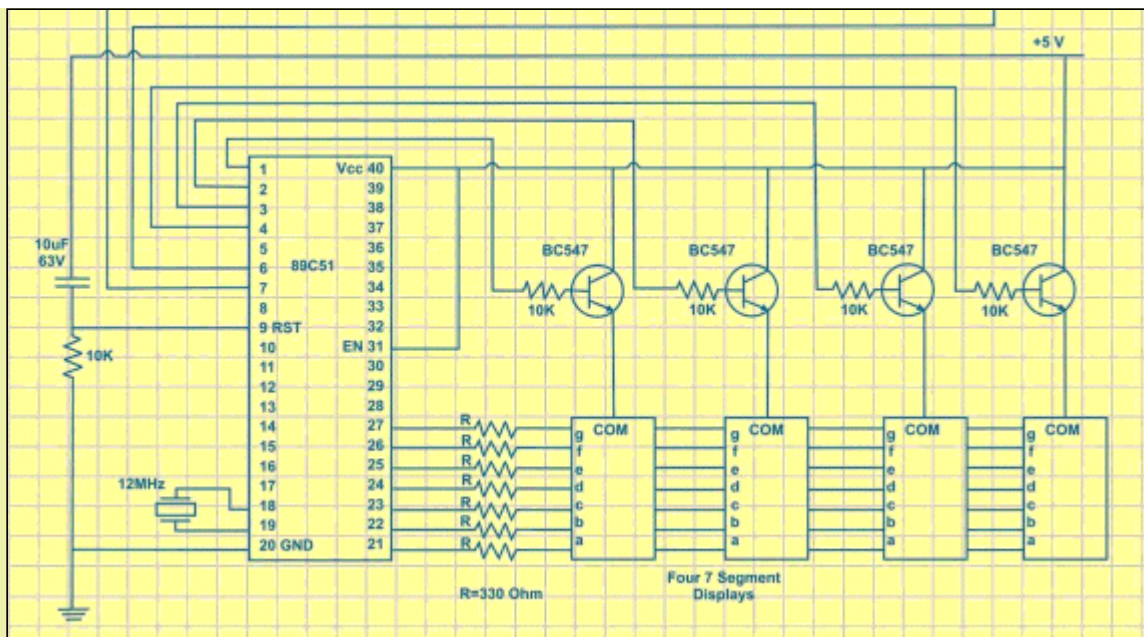 +5 V
1
2
3
4
5
6
7
8
9 RST
10
11
12
13
14
15
16
17
18
19
20 GND
89C51
Vcc 40
39
38
37
36
35
34
33
32
EN 31
30
29
28
27
26
25
24
23
22
21
10uF
63V
10K
12MHz
BC547
10K
BC547
10K
BC547
10K
BC547
10K
R
R
R
R
R
R
R
R=330 Ohm
COM
g
f
e
d
c
b
a
COM
g
f
e
d
c
b
a
COM
g
f
e
d
c
b
a
COM
g
f
e
d
c
b
a
Four 7 Segment
Displays